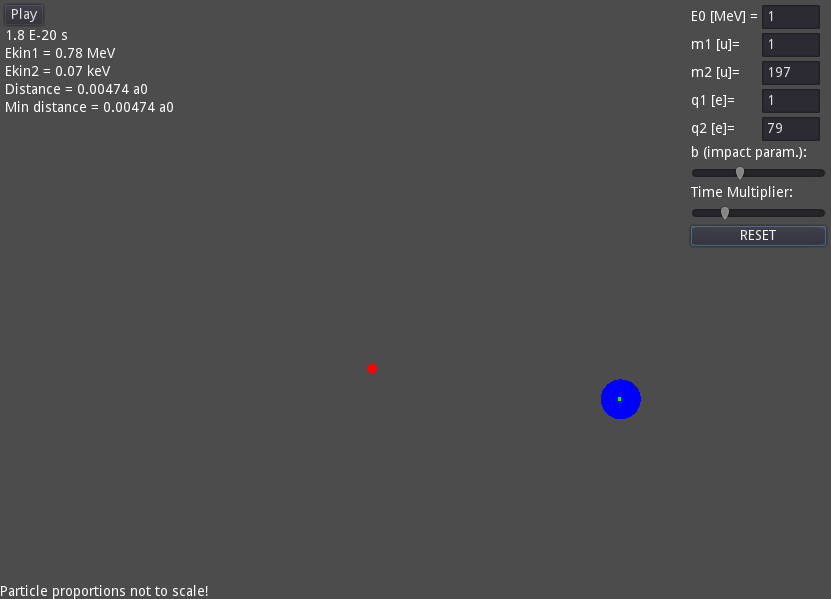 Play
1.8 E-20 s
Ekin1 = 0.78 MeV
Ekin2 = 0.07 keV
Distance = 0.00474 a0
Min distance = 0.00474 a0
E0 [MeV] = 1
m1 [u]= 1
m2 [u]= 197
q1 [e]= 1
q2 [e]= 79
b (impact param.):
Time Multiplier:
RESET
Particle proportions not to scale!